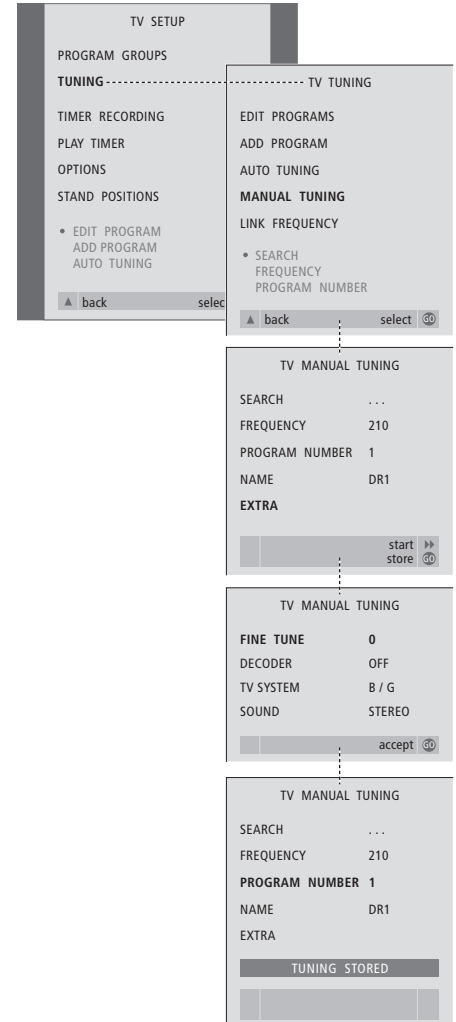 TV SETUP
PROGRAM GROUPS
TUNING
TIMER RECORDING
PLAY TIMER
OPTIONS
STAND POSITIONS
• EDIT PROGRAM
ADD PROGRAM
AUTO TUNING
▲ back selec
TV TUNING
EDIT PROGRAMS
ADD PROGRAM
AUTO TUNING
MANUAL TUNING
LINK FREQUENCY
• SEARCH
FREQUENCY
PROGRAM NUMBER
▲ back select GO
TV MANUAL TUNING
SEARCH . . .
FREQUENCY 210
PROGRAM NUMBER 1
NAME DR1
EXTRA
start
store GO
TV MANUAL TUNING
FINE TUNE 0
DECODER OFF
TV SYSTEM B / G
SOUND STEREO
accept GO
TV MANUAL TUNING
SEARCH . . .
FREQUENCY 210
PROGRAM NUMBER 1
NAME DR1
EXTRA
TUNING STORED